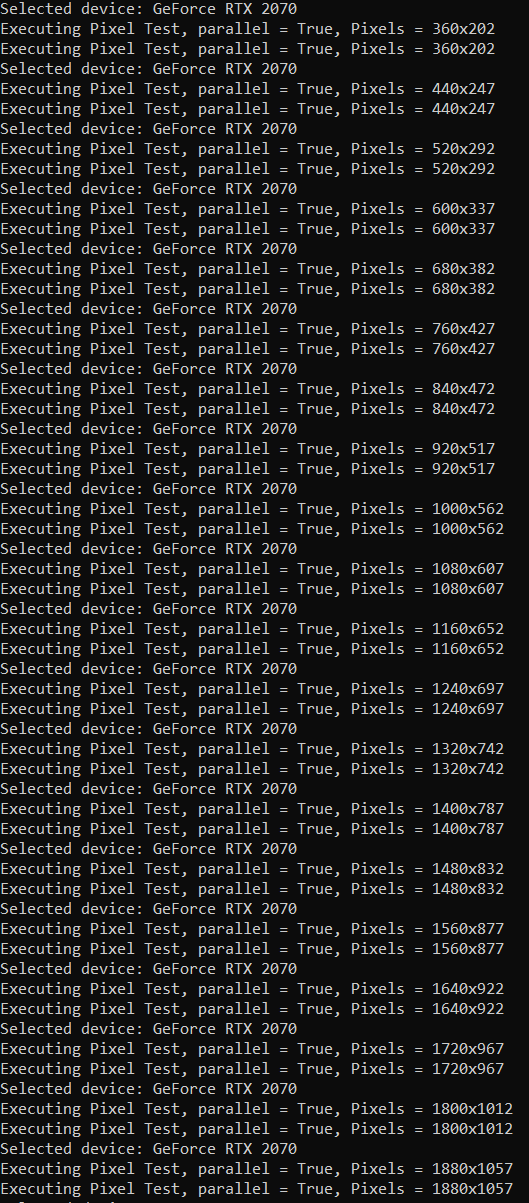 Selected device: GeForce RTX 2070
Executing Pixel Test, parallel = True, Pixels = 360x202
Executing Pixel Test, parallel = True, Pixels = 360x202
Selected device: GeForce RTX 2070
Executing Pixel Test, parallel = True, Pixels = 440x247
Executing Pixel Test, parallel = True, Pixels = 440x247
Selected device: GeForce RTX 2070
Executing Pixel Test, parallel = True, Pixels = 520x292
Executing Pixel Test, parallel = True, Pixels = 520x292
Selected device: GeForce RTX 2070
Executing Pixel Test, parallel = True, Pixels = 600x337
Executing Pixel Test, parallel = True, Pixels = 600x337
Selected device: GeForce RTX 2070
Executing Pixel Test, parallel = True, Pixels = 680x382
Executing Pixel Test, parallel = True, Pixels = 680x382
Selected device: GeForce RTX 2070
Executing Pixel Test, parallel = True, Pixels = 760x427
Executing Pixel Test, parallel = True, Pixels = 760x427
Selected device: GeForce RTX 2070
Executing Pixel Test, parallel = True, Pixels = 840x472
Executing Pixel Test, parallel = True, Pixels = 840x472
Selected device: GeForce RTX 2070
Executing Pixel Test, parallel = True, Pixels = 920x517
Executing Pixel Test, parallel = True, Pixels = 920x517
Selected device: GeForce RTX 2070
Executing Pixel Test, parallel = True, Pixels = 1000x562
Executing Pixel Test, parallel = True, Pixels = 1000x562
Selected device: GeForce RTX 2070
Executing Pixel Test, parallel = True, Pixels = 1080x607
Executing Pixel Test, parallel = True, Pixels = 1080x607
Selected device: GeForce RTX 2070
Executing Pixel Test, parallel = True, Pixels = 1160x652
Executing Pixel Test, parallel = True, Pixels = 1160x652
Selected device: GeForce RTX 2070
Executing Pixel Test, parallel = True, Pixels = 1240x697
Executing Pixel Test, parallel = True, Pixels = 1240x697
Selected device: GeForce RTX 2070
Executing Pixel Test, parallel = True, Pixels = 1320x742
Executing Pixel Test, parallel = True, Pixels = 1320x742
Selected device: GeForce RTX 2070
Executing Pixel Test, parallel = True, Pixels = 1400x787
Executing Pixel Test, parallel = True, Pixels = 1400x787
Selected device: GeForce RTX 2070
Executing Pixel Test, parallel = True, Pixels = 1480x832
Executing Pixel Test, parallel = True, Pixels = 1480x832
Selected device: GeForce RTX 2070
Executing Pixel Test, parallel = True, Pixels = 1560x877
Executing Pixel Test, parallel = True, Pixels = 1560x877
Selected device: GeForce RTX 2070
Executing Pixel Test, parallel = True, Pixels = 1640x922
Executing Pixel Test, parallel = True, Pixels = 1640x922
Selected device: GeForce RTX 2070
Executing Pixel Test, parallel = True, Pixels = 1720x967
Executing Pixel Test, parallel = True, Pixels = 1720x967
Selected device: GeForce RTX 2070
Executing Pixel Test, parallel = True, Pixels = 1800x1012
Executing Pixel Test, parallel = True, Pixels = 1800x1012
Selected device: GeForce RTX 2070
Executing Pixel Test, parallel = True, Pixels = 1880x1057
Executing Pixel Test, parallel = True, Pixels = 1880x1057